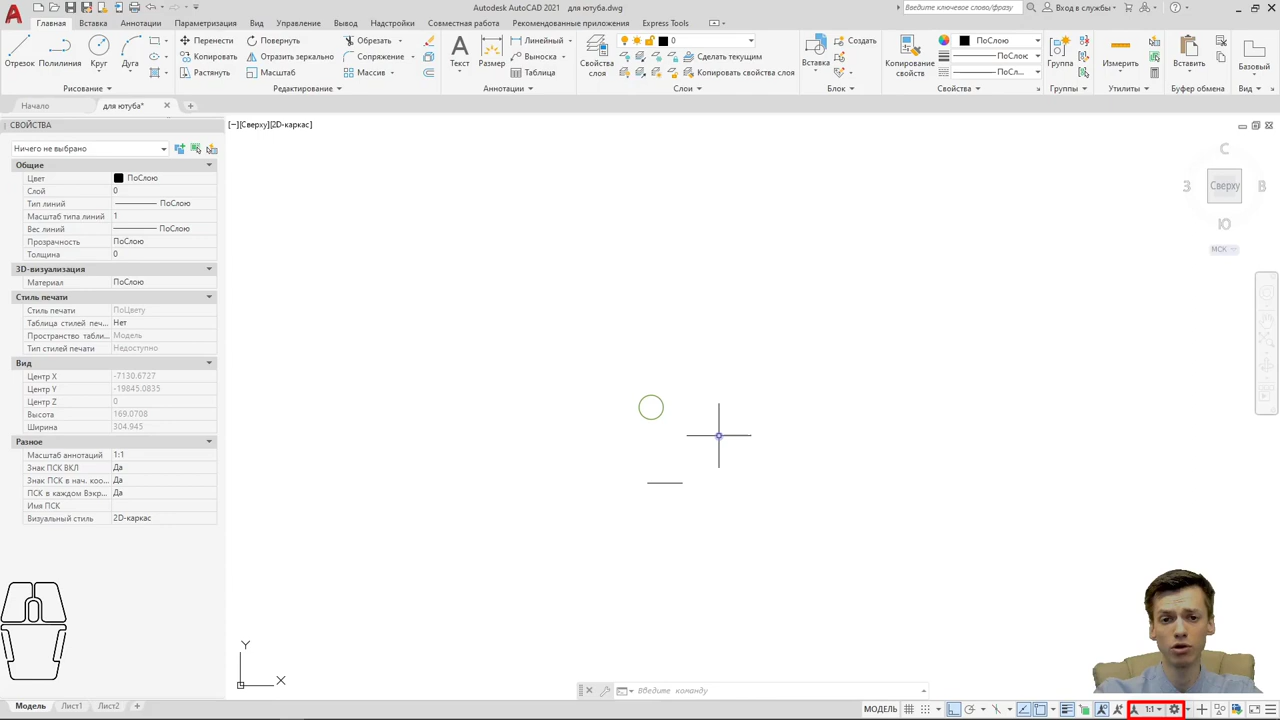 Autodesk AutoCAD 2021 для ютуба.dwg
Введите ключевое слово/фразу
Вход в службы
Главная Вставка Аннотации Параметризация Вид Управление Вывод Надстройки Совместная работа Рекомендованные приложения Express Tools
Отрезок Полилиния Круг Дуга
Перенести Повернуть Обрезать
Копировать Отразить зеркально Сопряжение
Растянуть Масштаб Массив
Текст Размер
Линейный
Выноска
Таблица
Свойства слоя
0
Сделать текущим
Копировать свойства слоя
Вставка
Создать
Копирование свойств
ПоСлою
ПоСлою
ПоСл...
Группа
Измерить
Вставить
Базовый
Рисование Редактирование Аннотации Слои Блок Свойства Группы Утилиты Буфер обмена Вид
Начало для ютуба*
СВОЙСТВА
[−][Сверху][2D-каркас]
Ничего не выбрано
Общие
Цвет ПоСлою
Слой 0
Тип линий ПоСлою
Масштаб типа линий 1
Вес линий ПоСлою
Прозрачность ПоСлою
Толщина 0
3D-визуализация
Материал ПоСлою
Стиль печати
Стиль печати ПоЦвету
Таблица стилей печ... Нет
Пространство табли... Модель
Тип стилей печати Недоступно
Вид
Центр X -7130.6727
Центр Y -19845.0835
Центр Z 0
Высота 169.0708
Ширина 304.945
Разное
Масштаб аннотаций 1:1
Знак ПСК ВКЛ Да
Знак ПСК в нач. коо... Да
ПСК в каждом Вэкр... Да
Имя ПСК
Визуальный стиль 2D-каркас
С
З Сверху В
Ю
МСК
Y
X
Введите команду
Модель Лист1 Лист2
МОДЕЛЬ
1:1